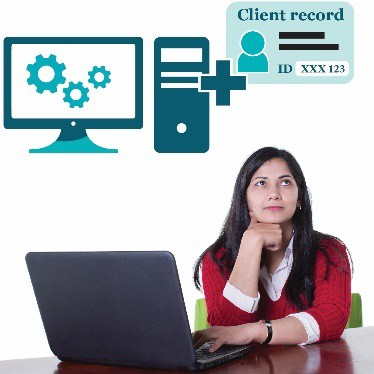 Client record
ID XXX 123